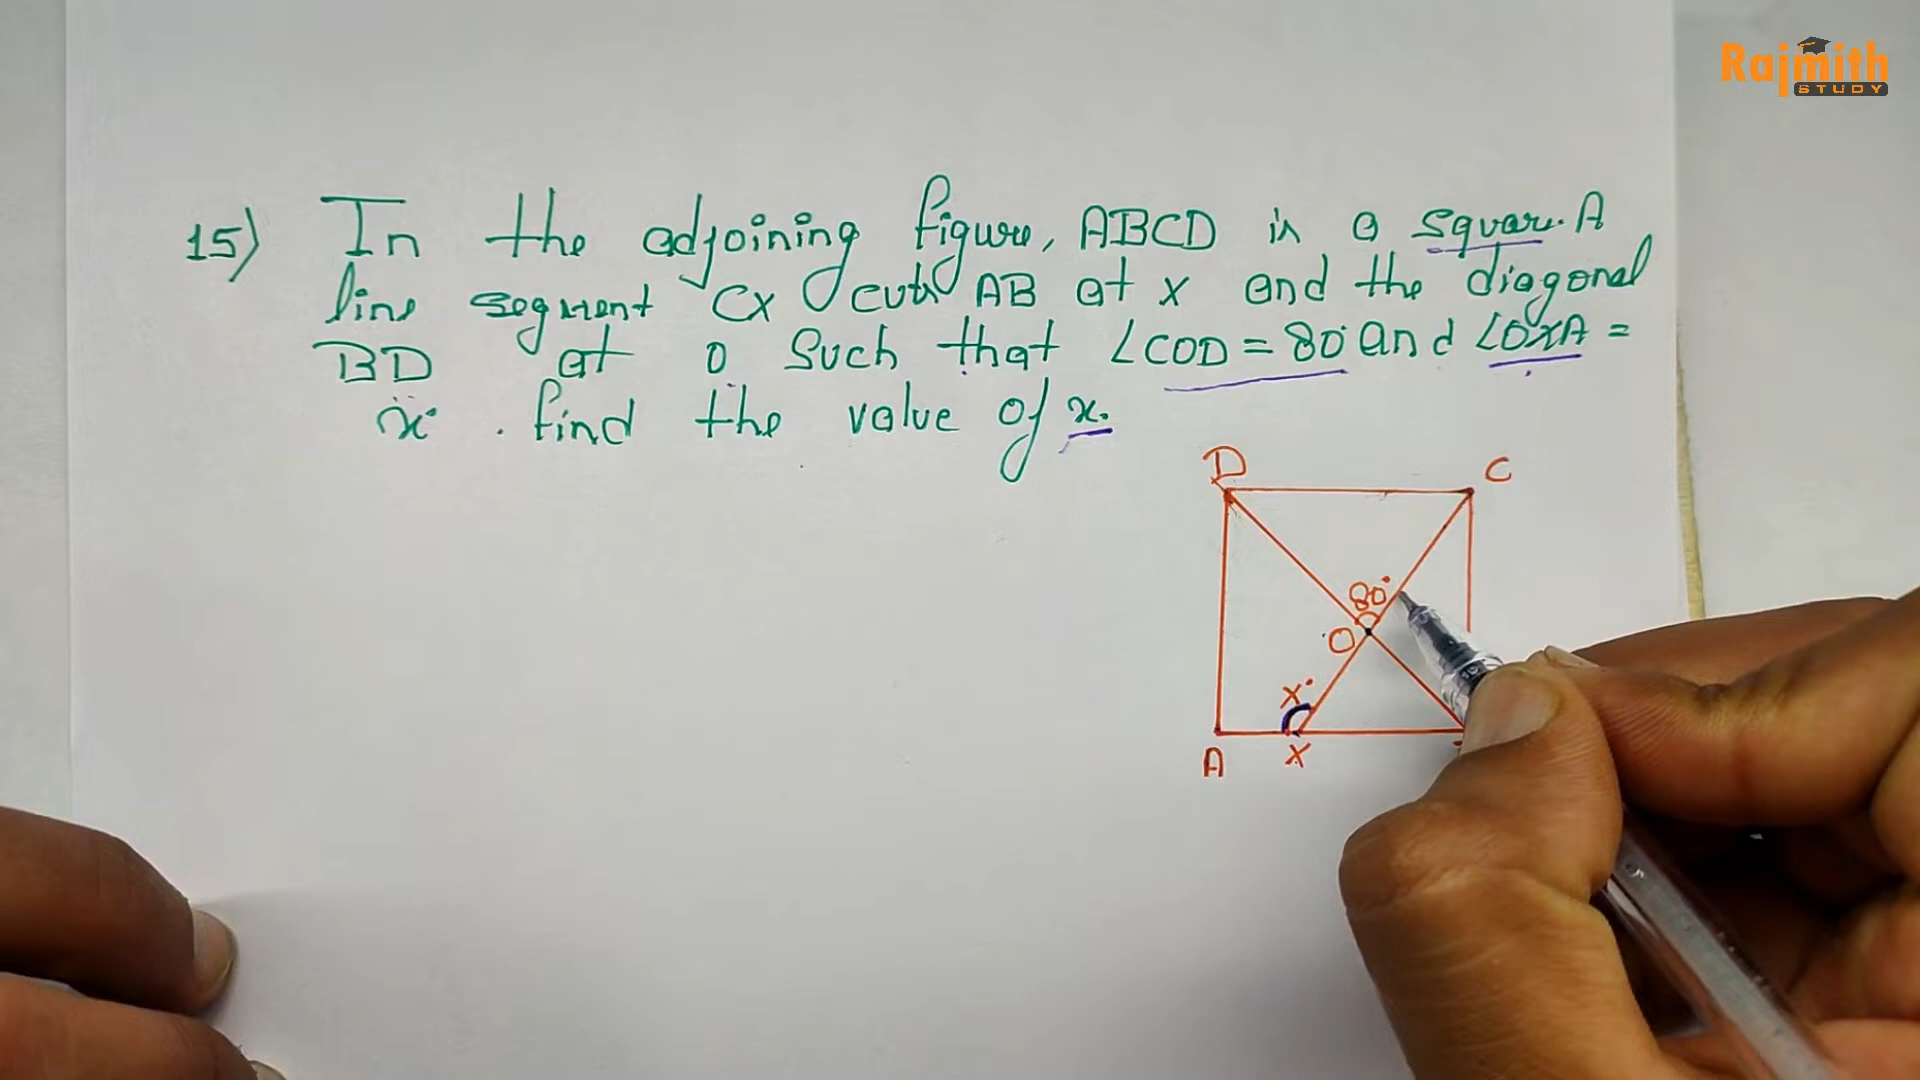 Rajmith
STUDY
15) In the adjoining figure, ABCD is a squar. A
line segment CX cuts AB at X and the diagonal
BD at O such that ∠COD = 80° and ∠OXA =
x° . find the value of x.
D
C
80°
O
x°
A
X